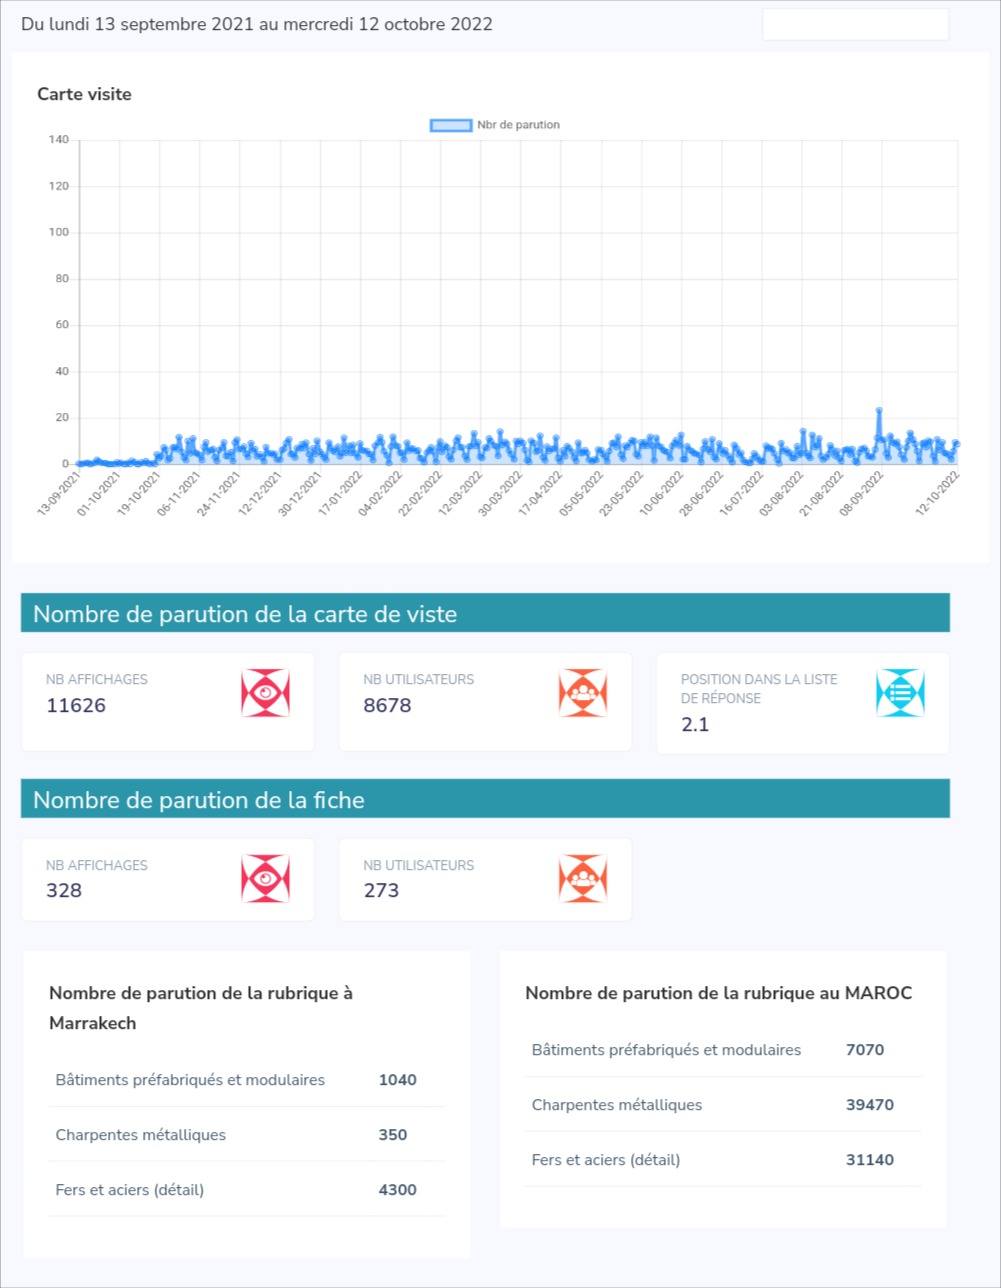 Du lundi 13 septembre 2021 au mercredi 12 octobre 2022
Carte visite
Nbr de parution
140
120
100
80
60
40
20
0
13-09-2021
01-10-2021
19-10-2021
06-11-2021
24-11-2021
12-12-2021
30-12-2021
17-01-2022
04-02-2022
22-02-2022
12-03-2022
30-03-2022
17-04-2022
05-05-2022
23-05-2022
10-06-2022
28-06-2022
16-07-2022
03-08-2022
21-08-2022
08-09-2022
12-10-2022
Nombre de parution de la carte de viste
NB AFFICHAGES
11626
NB UTILISATEURS
8678
POSITION DANS LA LISTE
DE RÉPONSE
2.1
Nombre de parution de la fiche
NB AFFICHAGES
328
NB UTILISATEURS
273
Nombre de parution de la rubrique à
Marrakech
Bâtiments préfabriqués et modulaires 1040
Charpentes métalliques 350
Fers et aciers (détail) 4300
Nombre de parution de la rubrique au MAROC
Bâtiments préfabriqués et modulaires 7070
Charpentes métalliques 39470
Fers et aciers (détail) 31140